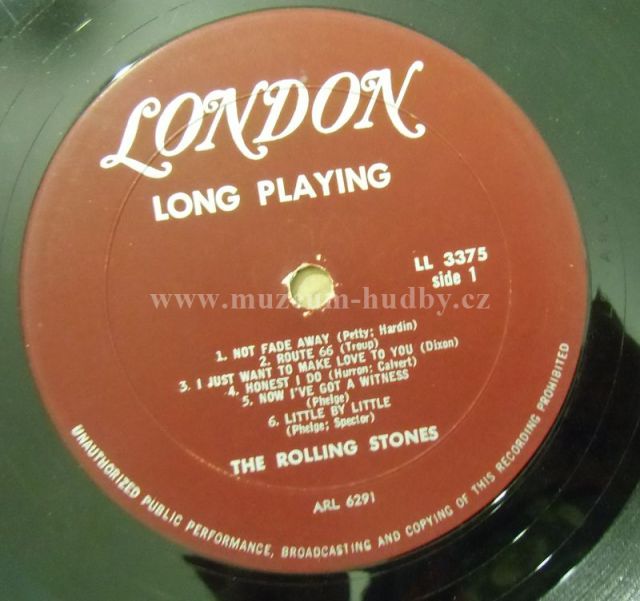 LONDON
LONG PLAYING
LL 3375
side 1
www.muzeum-hudby.cz
1. NOT FADE AWAY (Petty; Hardin)
2. ROUTE 66 (Troup)
3. I JUST WANT TO MAKE LOVE TO YOU (Dixon)
4. HONEST I DO (Hurron; Calvert)
5. NOW I'VE GOT A WITNESS
(Phelge)
6. LITTLE BY LITTLE
(Phelge; Spector)
THE ROLLING STONES
ARL 6291
UNAUTHORIZED PUBLIC PERFORMANCE, BROADCASTING AND COPYING OF THIS RECORDING PROHIBITED